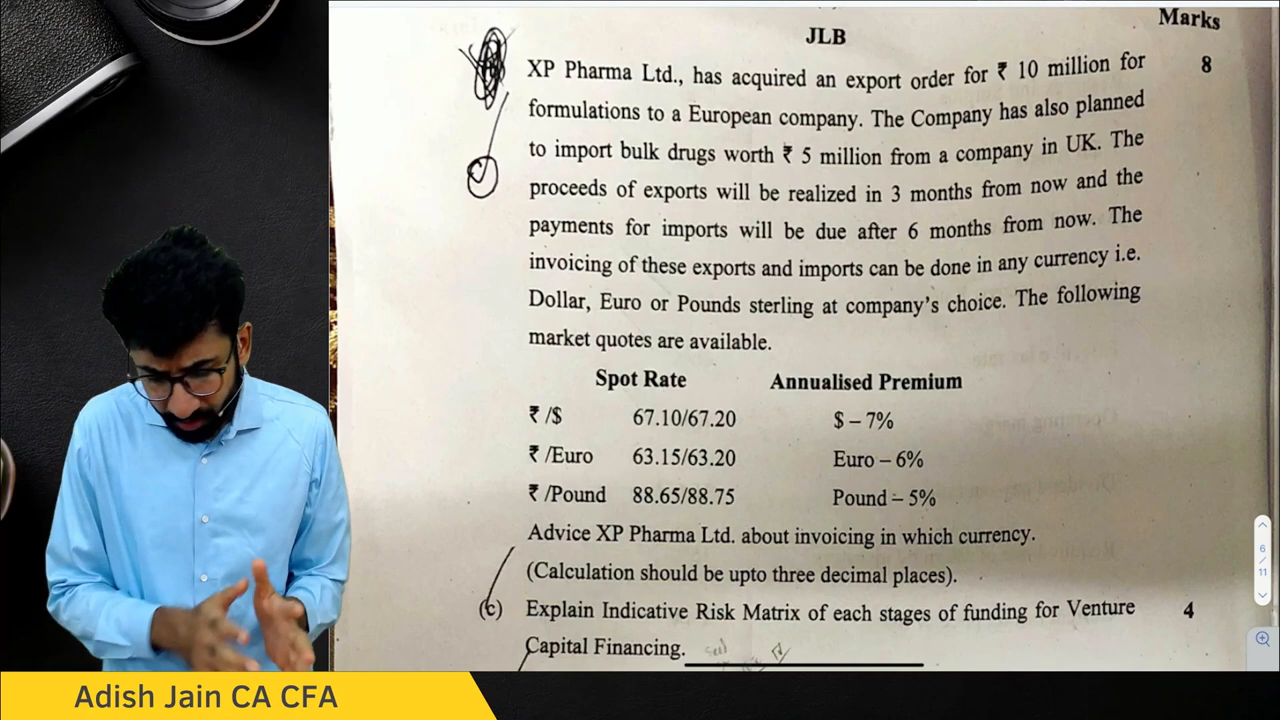 Marks
JLB
XP Pharma Ltd., has acquired an export order for ₹ 10 million for 8
formulations to a European company. The Company has also planned
to import bulk drugs worth ₹ 5 million from a company in UK. The
proceeds of exports will be realized in 3 months from now and the
payments for imports will be due after 6 months from now. The
invoicing of these exports and imports can be done in any currency i.e.
Dollar, Euro or Pounds sterling at company's choice. The following
market quotes are available.
Spot Rate Annualised Premium
₹ /$ 67.10/67.20 $ – 7%
₹ /Euro 63.15/63.20 Euro – 6%
₹ /Pound 88.65/88.75 Pound – 5%
Advice XP Pharma Ltd. about invoicing in which currency.
(Calculation should be upto three decimal places).
(c) Explain Indicative Risk Matrix of each stages of funding for Venture 4
Capital Financing.
6
/
11
Adish Jain CA CFA